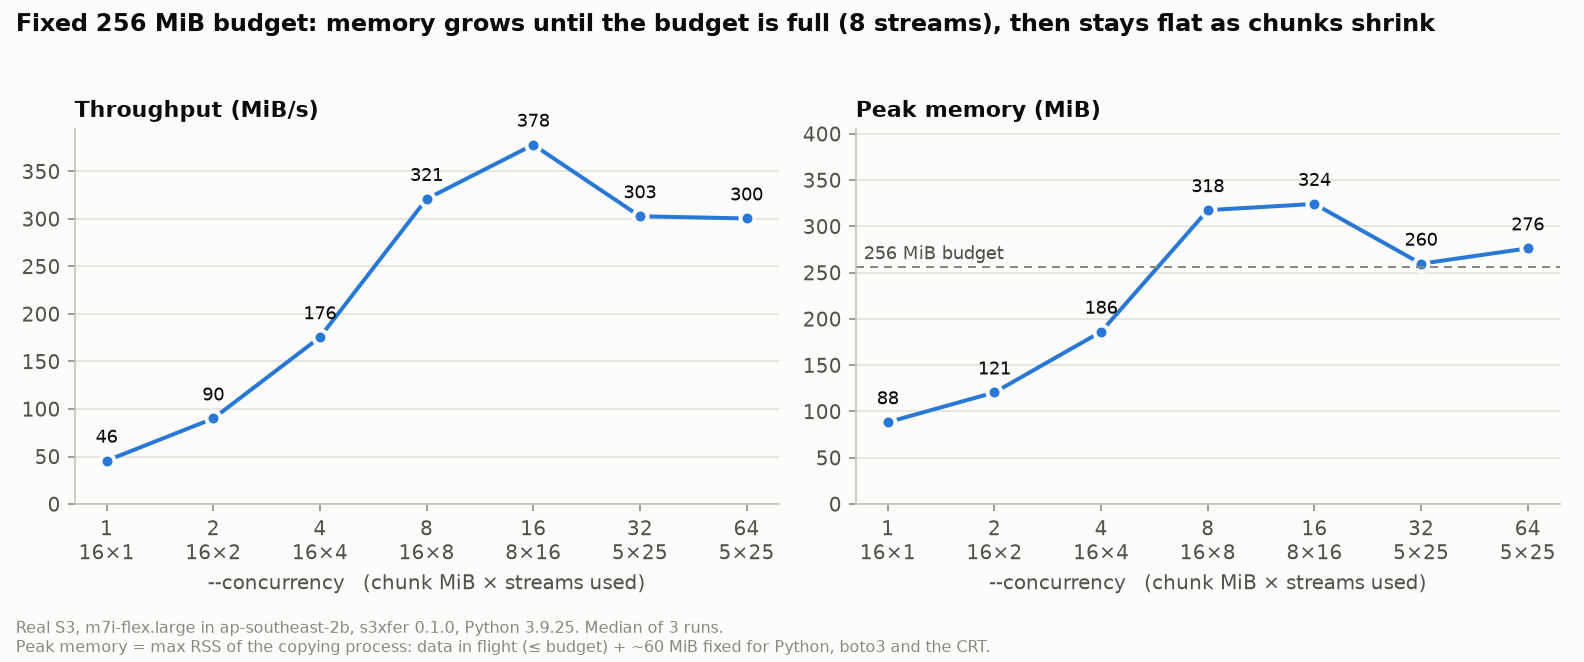 Fixed 256 MiB budget: memory grows until the budget is full (8 streams), then stays flat as chunks shrink
Throughput (MiB/s)
378
350
321
303
300
300
250
200
176
150
100
90
50
46
0
1 2 4 8 16 32 64
16×1 16×2 16×4 16×8 8×16 5×25 5×25
--concurrency (chunk MiB × streams used)
Peak memory (MiB)
400
350
318
324
300
260
276
256 MiB budget
250
200
186
150
121
100
88
50
0
1 2 4 8 16 32 64
16×1 16×2 16×4 16×8 8×16 5×25 5×25
--concurrency (chunk MiB × streams used)
Real S3, m7i-flex.large in ap-southeast-2b, s3xfer 0.1.0, Python 3.9.25. Median of 3 runs.
Peak memory = max RSS of the copying process: data in flight (≤ budget) + ~60 MiB fixed for Python, boto3 and the CRT.